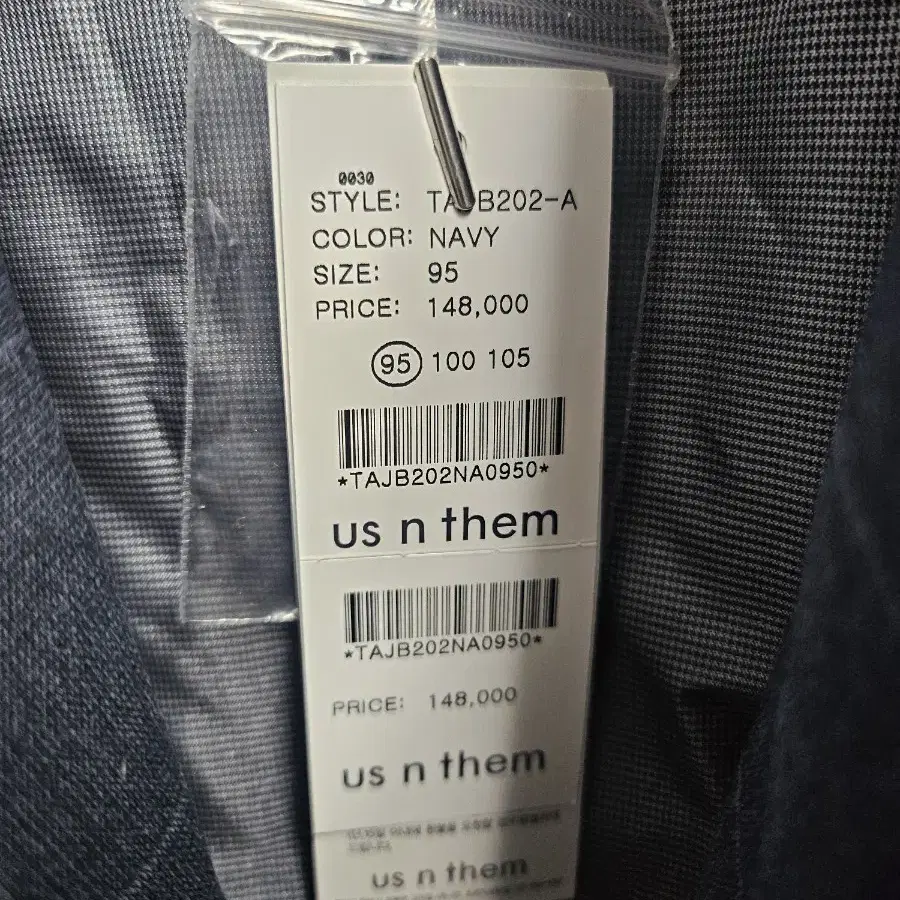 0030
STYLE: TAJB202-A
COLOR: NAVY
SIZE: 95
PRICE: 148,000
95 100 105
*TAJB202NA0950*
us n them
*TAJB202NA0950*
PRICE: 148,000
us n them
us n them